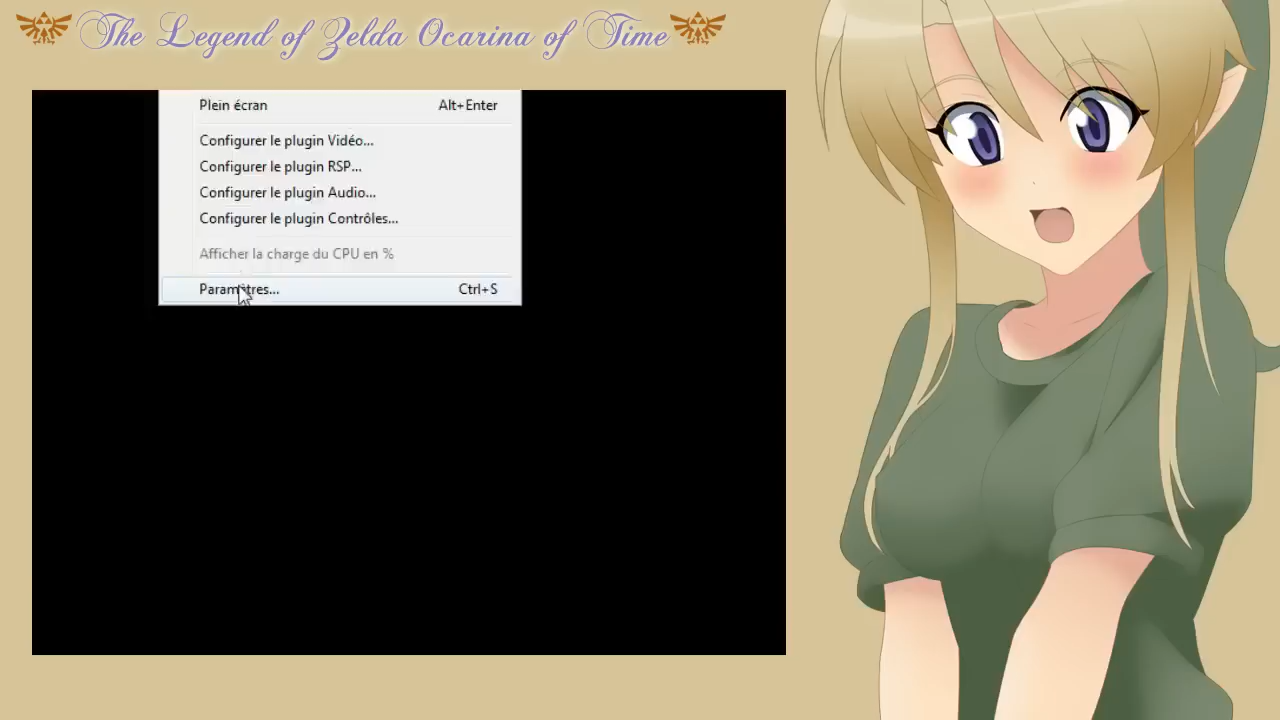 The Legend of Zelda Ocarina of Time
Plein écran Alt+Enter
Configurer le plugin Vidéo...
Configurer le plugin RSP...
Configurer le plugin Audio...
Configurer le plugin Contrôles...
Afficher la charge du CPU en %
Paramètres... Ctrl+S